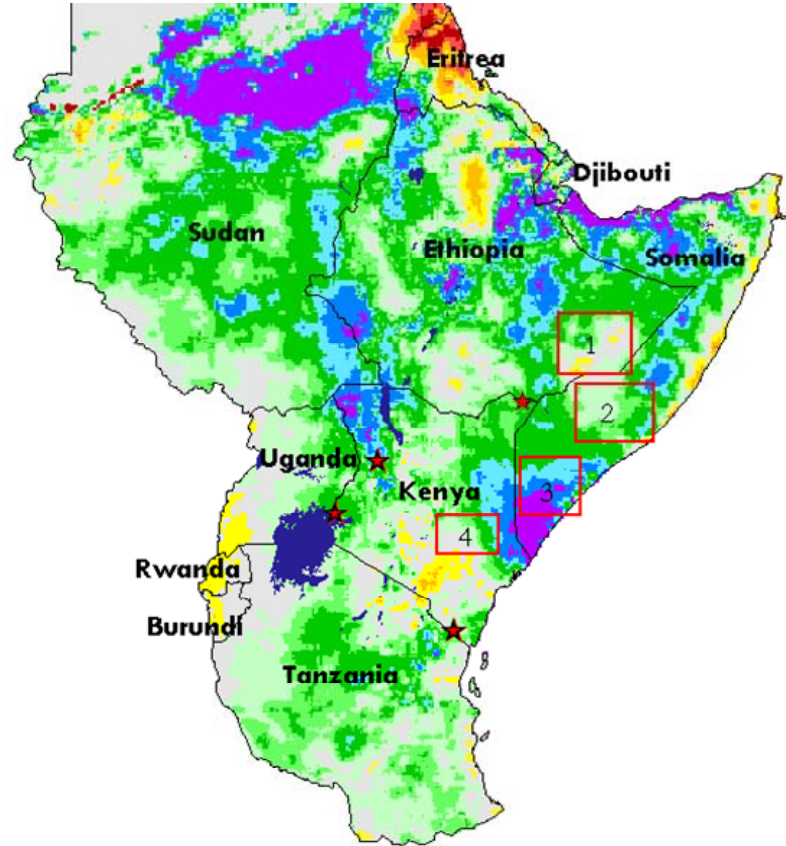 Eritrea
Djibouti
Sudan
Ethiopia
Somalia
1
2
Uganda
Kenya
3
4
Rwanda
Burundi
Tanzania